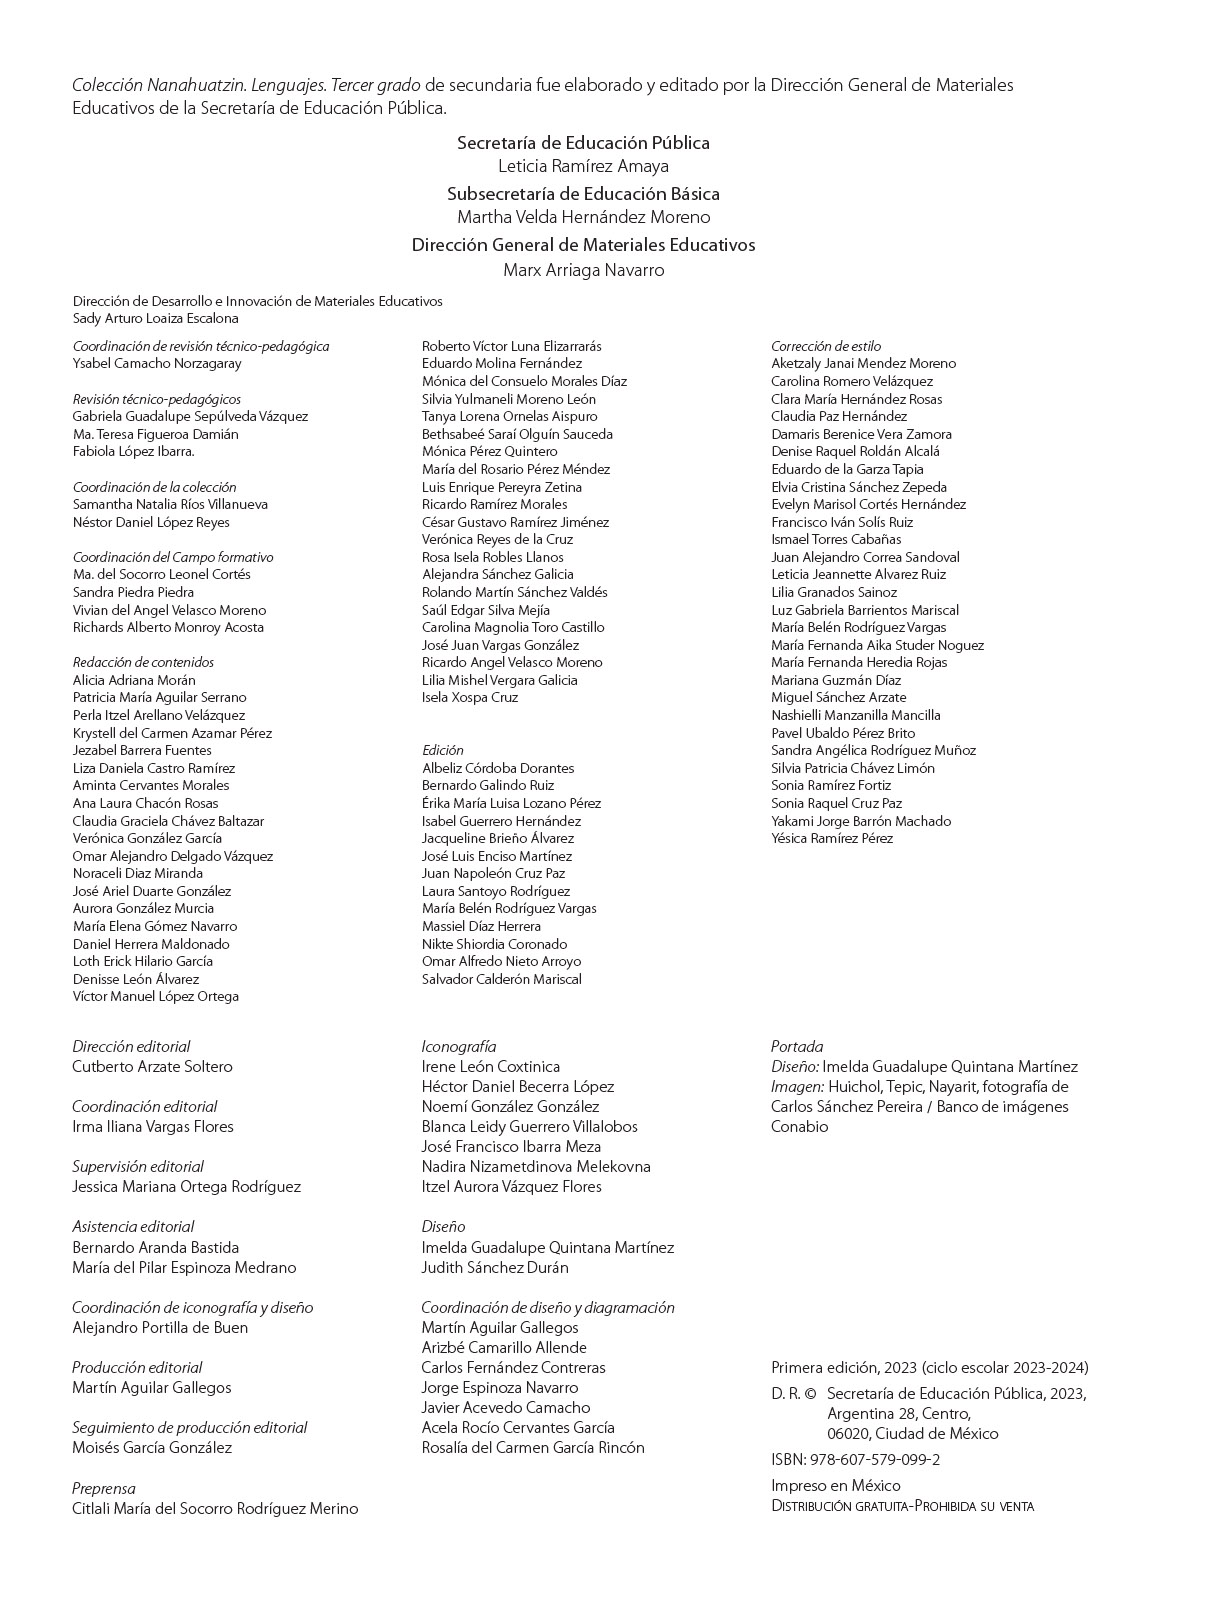 Colección Nanahuatzin. Lenguajes. Tercer grado de secundaria fue elaborado y editado por la Dirección General de Materiales
Educativos de la Secretaría de Educación Pública.
Secretaría de Educación Pública
Leticia Ramírez Amaya
Subsecretaría de Educación Básica
Martha Velda Hernández Moreno
Dirección General de Materiales Educativos
Marx Arriaga Navarro
Dirección de Desarrollo e Innovación de Materiales Educativos
Sady Arturo Loaiza Escalona
Coordinación de revisión técnico-pedagógica
Ysabel Camacho Norzagaray
Revisión técnico-pedagógicos
Gabriela Guadalupe Sepúlveda Vázquez
Ma. Teresa Figueroa Damián
Fabiola López Ibarra.
Coordinación de la colección
Samantha Natalia Ríos Villanueva
Néstor Daniel López Reyes
Coordinación del Campo formativo
Ma. del Socorro Leonel Cortés
Sandra Piedra Piedra
Vivian del Angel Velasco Moreno
Richards Alberto Monroy Acosta
Redacción de contenidos
Alicia Adriana Morán
Patricia María Aguilar Serrano
Perla Itzel Arellano Velázquez
Krystell del Carmen Azamar Pérez
Jezabel Barrera Fuentes
Liza Daniela Castro Ramírez
Aminta Cervantes Morales
Ana Laura Chacón Rosas
Claudia Graciela Chávez Baltazar
Verónica González García
Omar Alejandro Delgado Vázquez
Noraceli Diaz Miranda
José Ariel Duarte González
Aurora González Murcia
María Elena Gómez Navarro
Daniel Herrera Maldonado
Loth Erick Hilario García
Denisse León Álvarez
Víctor Manuel López Ortega
Roberto Víctor Luna Elizarrarás
Eduardo Molina Fernández
Mónica del Consuelo Morales Díaz
Silvia Yulmaneli Moreno León
Tanya Lorena Ornelas Aispuro
Bethsabeé Saraí Olguín Sauceda
Mónica Pérez Quintero
María del Rosario Pérez Méndez
Luis Enrique Pereyra Zetina
Ricardo Ramírez Morales
César Gustavo Ramírez Jiménez
Verónica Reyes de la Cruz
Rosa Isela Robles Llanos
Alejandra Sánchez Galicia
Rolando Martín Sánchez Valdés
Saúl Edgar Silva Mejía
Carolina Magnolia Toro Castillo
José Juan Vargas González
Ricardo Angel Velasco Moreno
Lilia Mishel Vergara Galicia
Isela Xospa Cruz
Edición
Albeliz Córdoba Dorantes
Bernardo Galindo Ruiz
Érika María Luisa Lozano Pérez
Isabel Guerrero Hernández
Jacqueline Brieño Álvarez
José Luis Enciso Martínez
Juan Napoleón Cruz Paz
Laura Santoyo Rodríguez
María Belén Rodríguez Vargas
Massiel Díaz Herrera
Nikte Shiordia Coronado
Omar Alfredo Nieto Arroyo
Salvador Calderón Mariscal
Corrección de estilo
Aketzaly Janai Mendez Moreno
Carolina Romero Velázquez
Clara María Hernández Rosas
Claudia Paz Hernández
Damaris Berenice Vera Zamora
Denise Raquel Roldán Alcalá
Eduardo de la Garza Tapia
Elvia Cristina Sánchez Zepeda
Evelyn Marisol Cortés Hernández
Francisco Iván Solís Ruiz
Ismael Torres Cabañas
Juan Alejandro Correa Sandoval
Leticia Jeannette Alvarez Ruiz
Lilia Granados Sainoz
Luz Gabriela Barrientos Mariscal
María Belén Rodríguez Vargas
María Fernanda Aika Studer Noguez
María Fernanda Heredia Rojas
Mariana Guzmán Díaz
Miguel Sánchez Arzate
Nashielli Manzanilla Mancilla
Pavel Ubaldo Pérez Brito
Sandra Angélica Rodríguez Muñoz
Silvia Patricia Chávez Limón
Sonia Ramírez Fortiz
Sonia Raquel Cruz Paz
Yakami Jorge Barrón Machado
Yésica Ramírez Pérez
Dirección editorial
Cutberto Arzate Soltero
Coordinación editorial
Irma Iliana Vargas Flores
Supervisión editorial
Jessica Mariana Ortega Rodríguez
Asistencia editorial
Bernardo Aranda Bastida
María del Pilar Espinoza Medrano
Coordinación de iconografía y diseño
Alejandro Portilla de Buen
Producción editorial
Martín Aguilar Gallegos
Seguimiento de producción editorial
Moisés García González
Preprensa
Citlali María del Socorro Rodríguez Merino
Iconografía
Irene León Coxtinica
Héctor Daniel Becerra López
Noemí González González
Blanca Leidy Guerrero Villalobos
José Francisco Ibarra Meza
Nadira Nizametdinova Melekovna
Itzel Aurora Vázquez Flores
Diseño
Imelda Guadalupe Quintana Martínez
Judith Sánchez Durán
Coordinación de diseño y diagramación
Martín Aguilar Gallegos
Arizbé Camarillo Allende
Carlos Fernández Contreras
Jorge Espinoza Navarro
Javier Acevedo Camacho
Acela Rocío Cervantes García
Rosalía del Carmen García Rincón
Portada
Diseño: Imelda Guadalupe Quintana Martínez
Imagen: Huichol, Tepic, Nayarit, fotografía de
Carlos Sánchez Pereira / Banco de imágenes
Conabio
Primera edición, 2023 (ciclo escolar 2023-2024)
D. R. © Secretaría de Educación Pública, 2023,
Argentina 28, Centro,
06020, Ciudad de México
ISBN: 978-607-579-099-2
Impreso en México
DISTRIBUCIÓN GRATUITA-PROHIBIDA SU VENTA